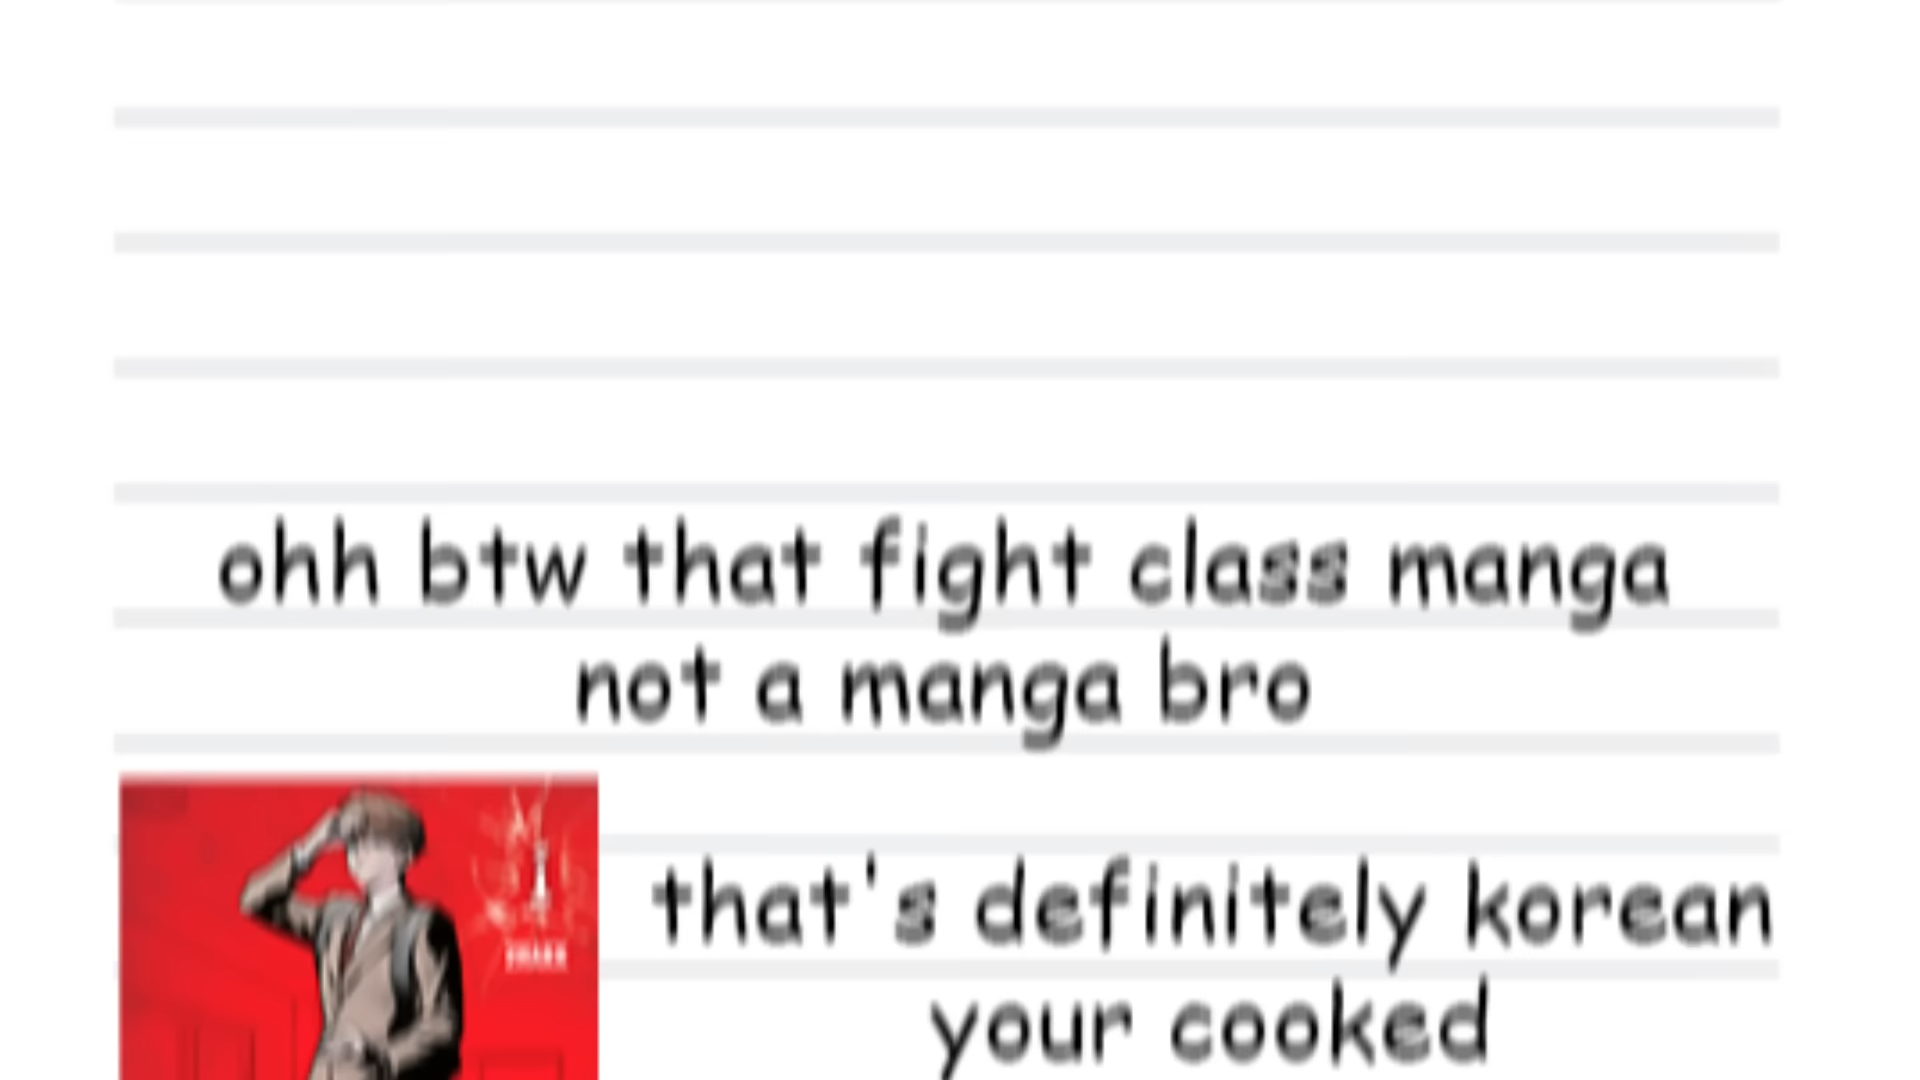 ohh btw that fight class manga
not a manga bro
that's definitely korean
your cooked